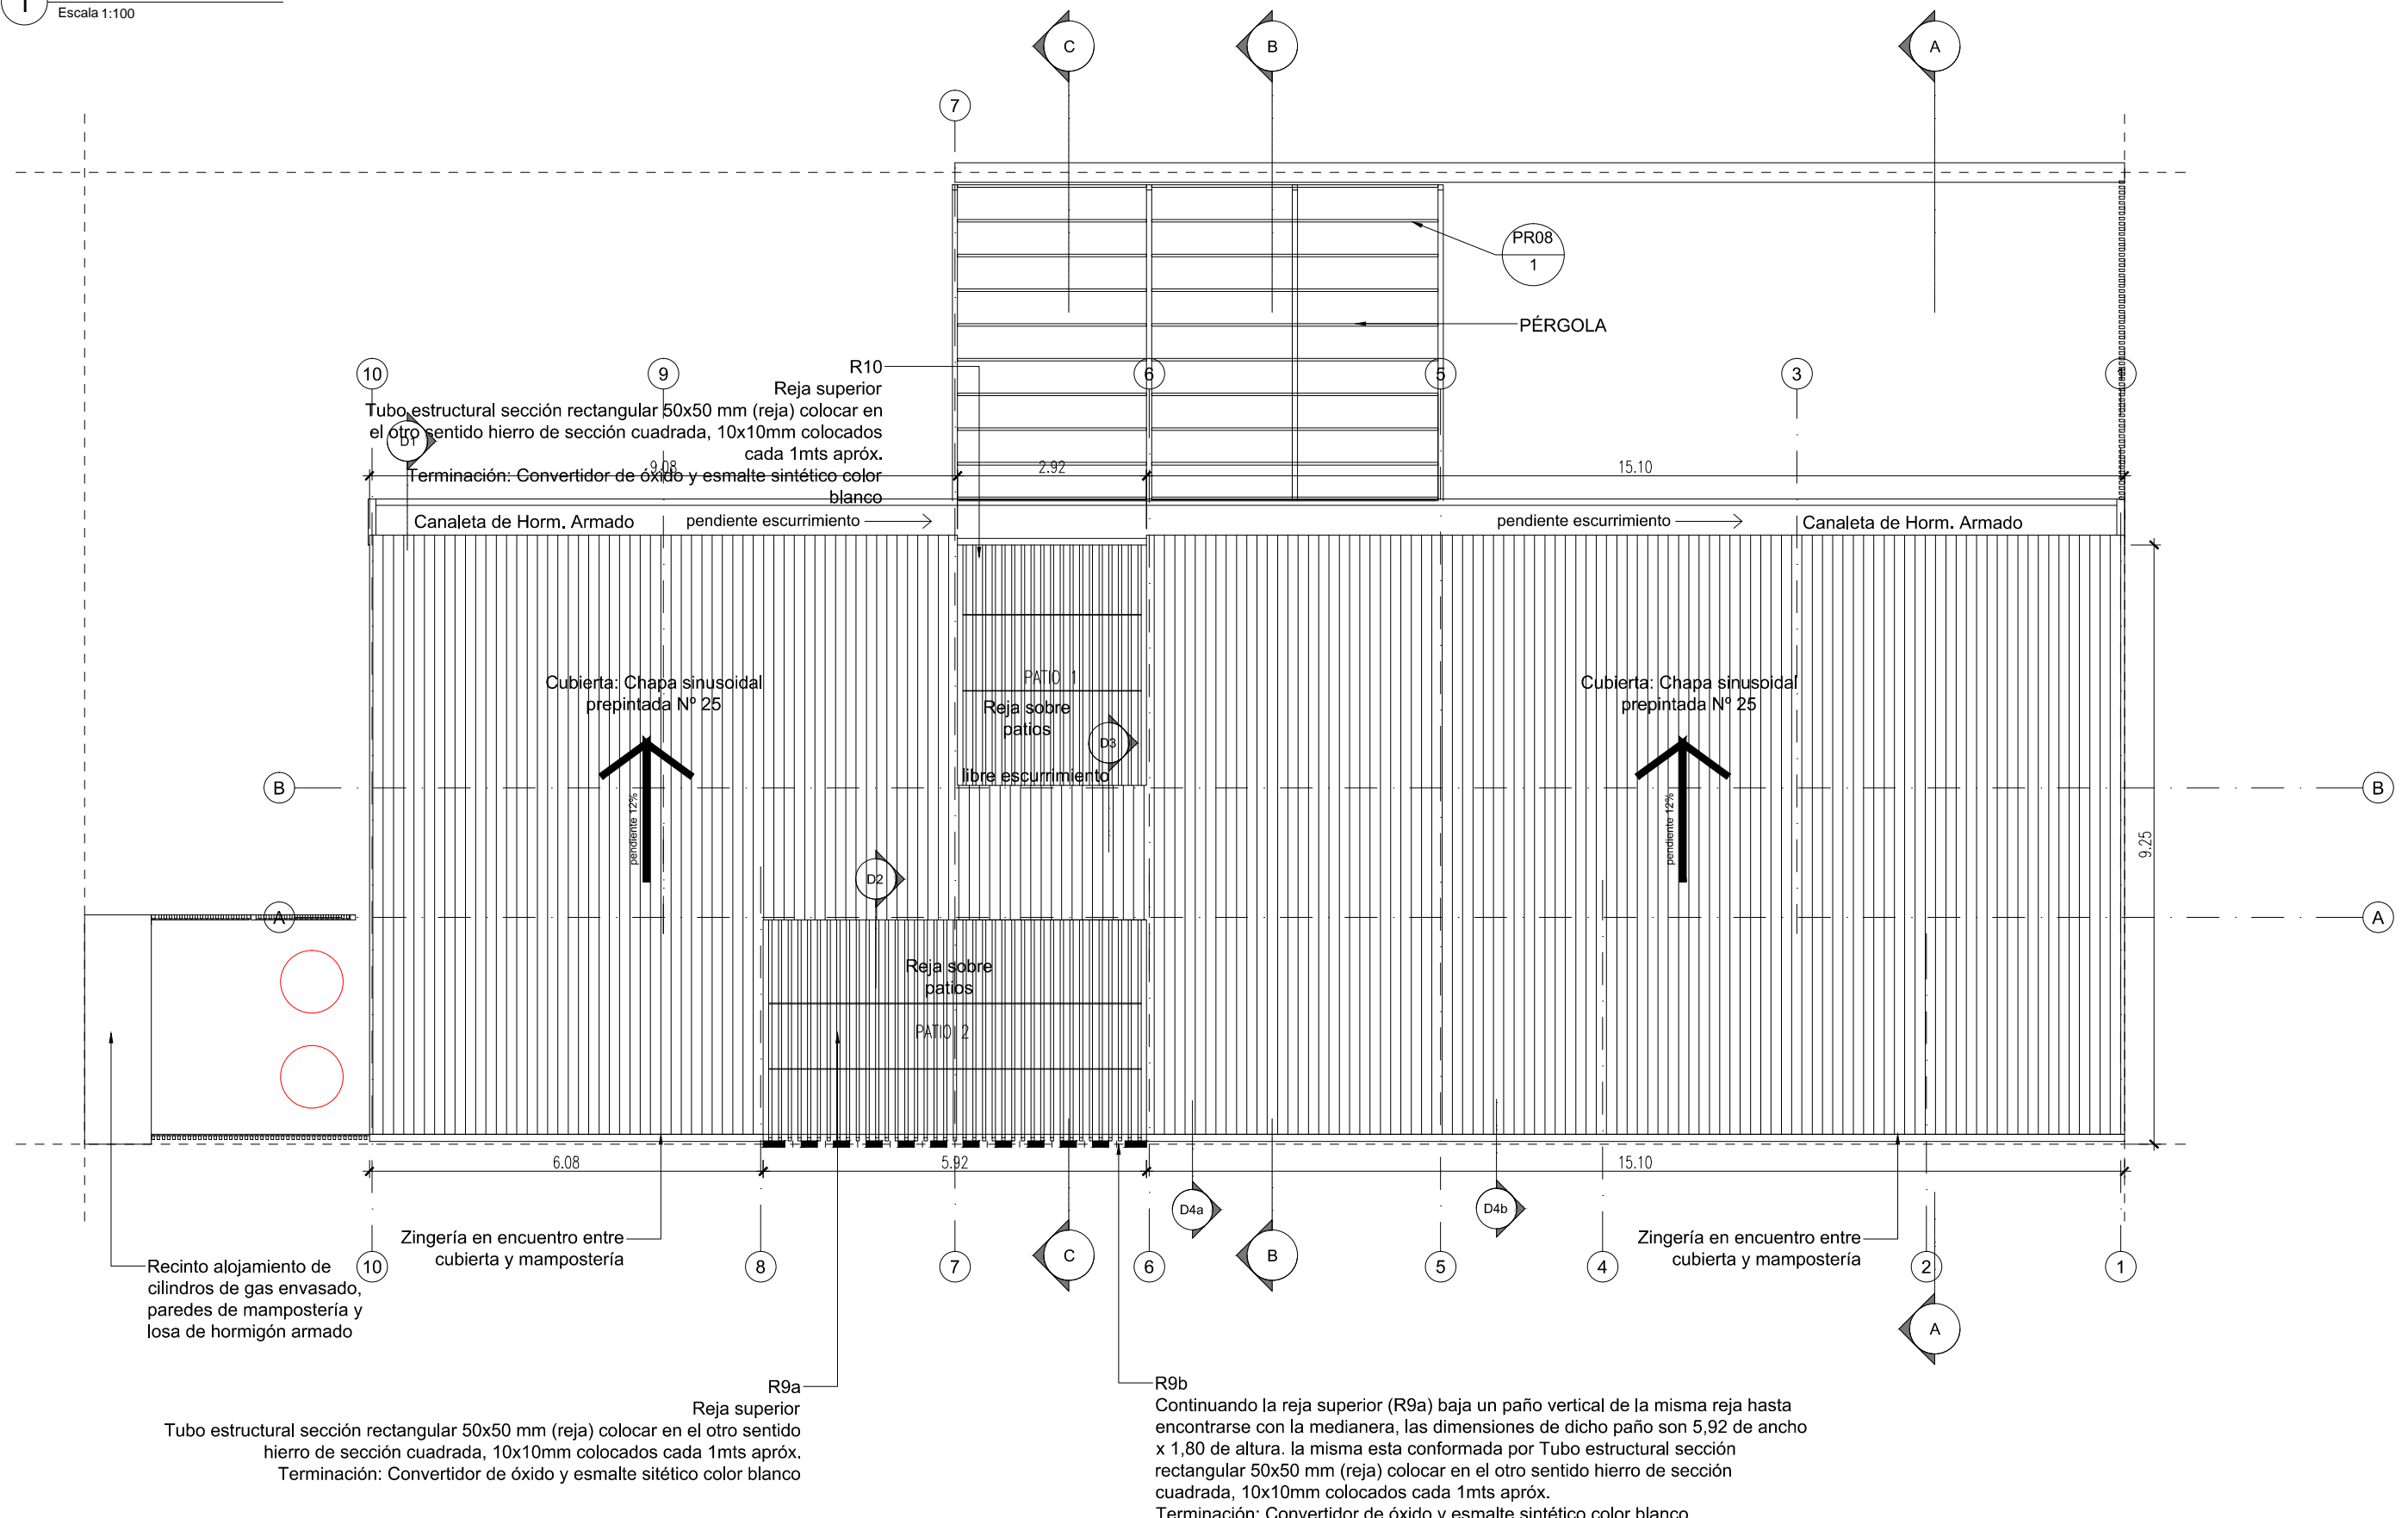 1
Escala 1:100
C
B
A
7
PR08
1
PÉRGOLA
10
9
6
5
3
1
R10
Reja superior
Tubo estructural sección rectangular 50x50 mm (reja) colocar en
el otro sentido hierro de sección cuadrada, 10x10mm colocados
cada 1mts apróx.
Terminación: Convertidor de óxido y esmalte sintético color
blanco
D1
9.08
2.92
15.10
Canaleta de Horm. Armado
pendiente escurrimiento
pendiente escurrimiento
Canaleta de Horm. Armado
Cubierta: Chapa sinusoidal
prepintada Nº 25
PATIO 1
Reja sobre
patios
D3
libre escurrimiento
Cubierta: Chapa sinusoidal
prepintada Nº 25
pendiente 12%
pendiente 12%
B
B
9.25
D2
A
A
Reja sobre
patios
PATIO 2
6.08
5.92
15.10
D4a
D4b
Zingería en encuentro entre
cubierta y mampostería
Zingería en encuentro entre
cubierta y mampostería
10
8
7
C
6
B
5
4
2
1
A
Recinto alojamiento de
cilindros de gas envasado,
paredes de mampostería y
losa de hormigón armado
R9a
Reja superior
Tubo estructural sección rectangular 50x50 mm (reja) colocar en el otro sentido
hierro de sección cuadrada, 10x10mm colocados cada 1mts apróx.
Terminación: Convertidor de óxido y esmalte sitético color blanco
R9b
Continuando la reja superior (R9a) baja un paño vertical de la misma reja hasta
encontrarse con la medianera, las dimensiones de dicho paño son 5,92 de ancho
x 1,80 de altura. la misma esta conformada por Tubo estructural sección
rectangular 50x50 mm (reja) colocar en el otro sentido hierro de sección
cuadrada, 10x10mm colocados cada 1mts apróx.
Terminación: Convertidor de óxido y esmalte sintético color blanco